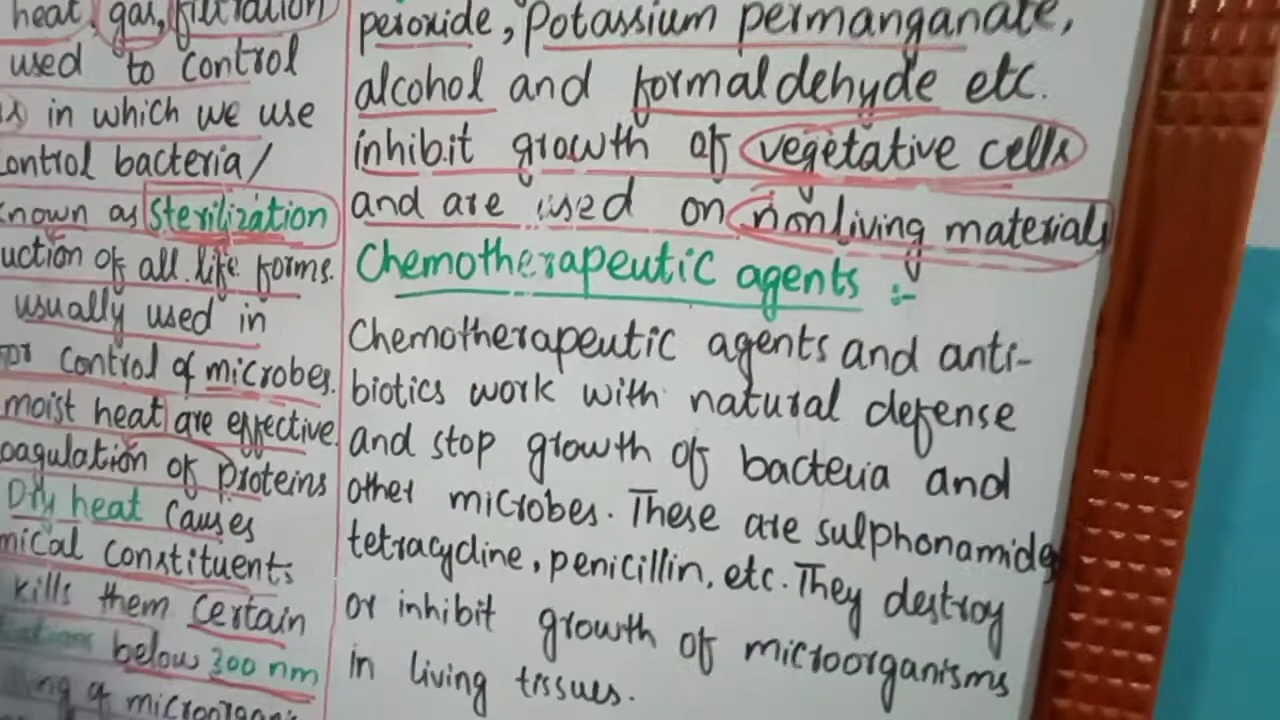 heat, gas, filtration
used to control
in which we use
control bacteria/
known as sterilization
uction of all life forms.
usually used in
or control of microbes.
moist heat are effective.
oagulation of proteins
Dry heat causes
mical constituents
kills them certain
below 300 nm
ng of microorgani
peroxide, potassium permanganate,
alcohol and formaldehyde etc.
inhibit growth of vegetative cells
and are used on nonliving materials
Chemotherapeutic agents :-
Chemotherapeutic agents and anti-
biotics work with natural defense
and stop growth of bacteria and
other microbes. These are sulphonamides
tetracycline, penicillin, etc. They destroy
or inhibit growth of microorganisms
in living tissues.